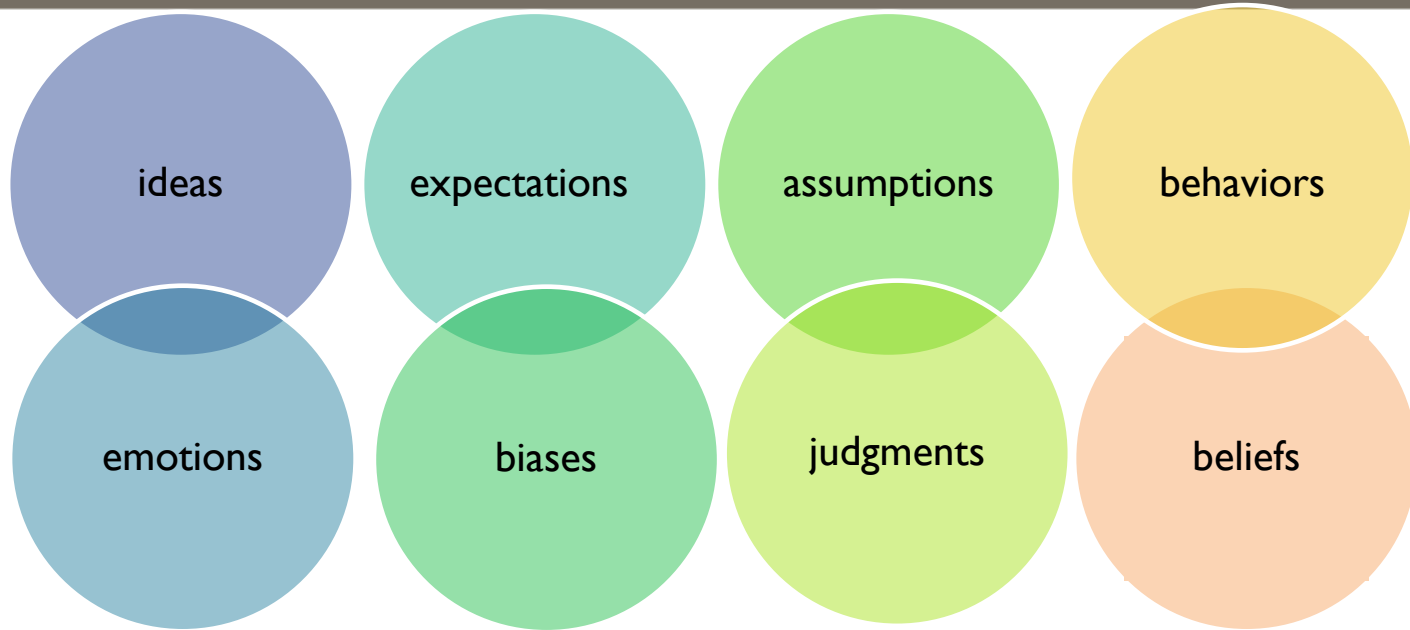 ideas
expectations
assumptions
behaviors
emotions
biases
judgments
beliefs